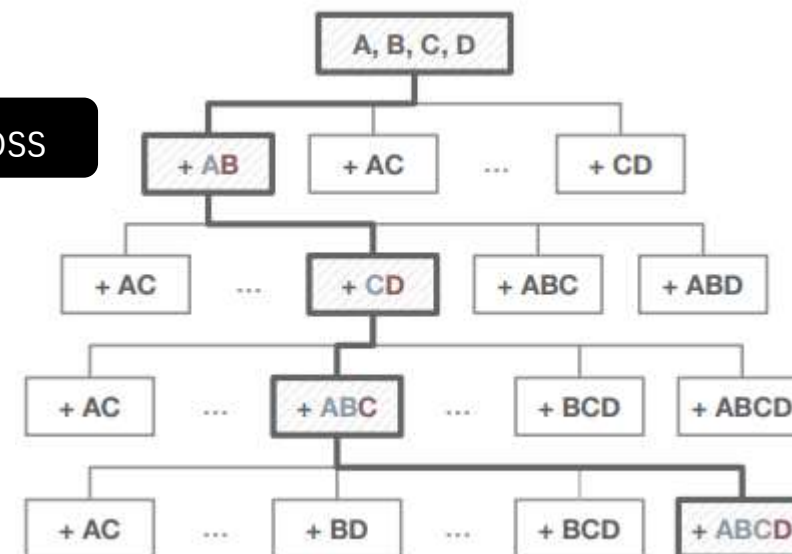 A, B, C, D
+ AB + AC ... + CD
+ AC ... + CD + ABC + ABD
+ AC ... + ABC ... + BCD + ABCD
+ AC ... + BD ... + BCD + ABCD